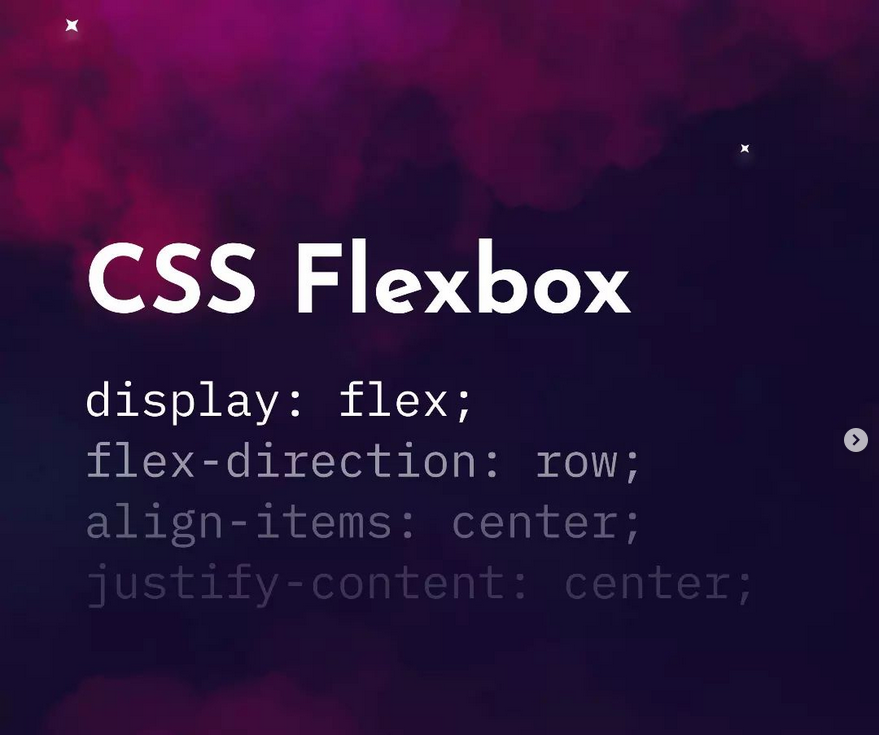 CSS Flexbox
display: flex;
flex-direction: row;
align-items: center;
justify-content: center;